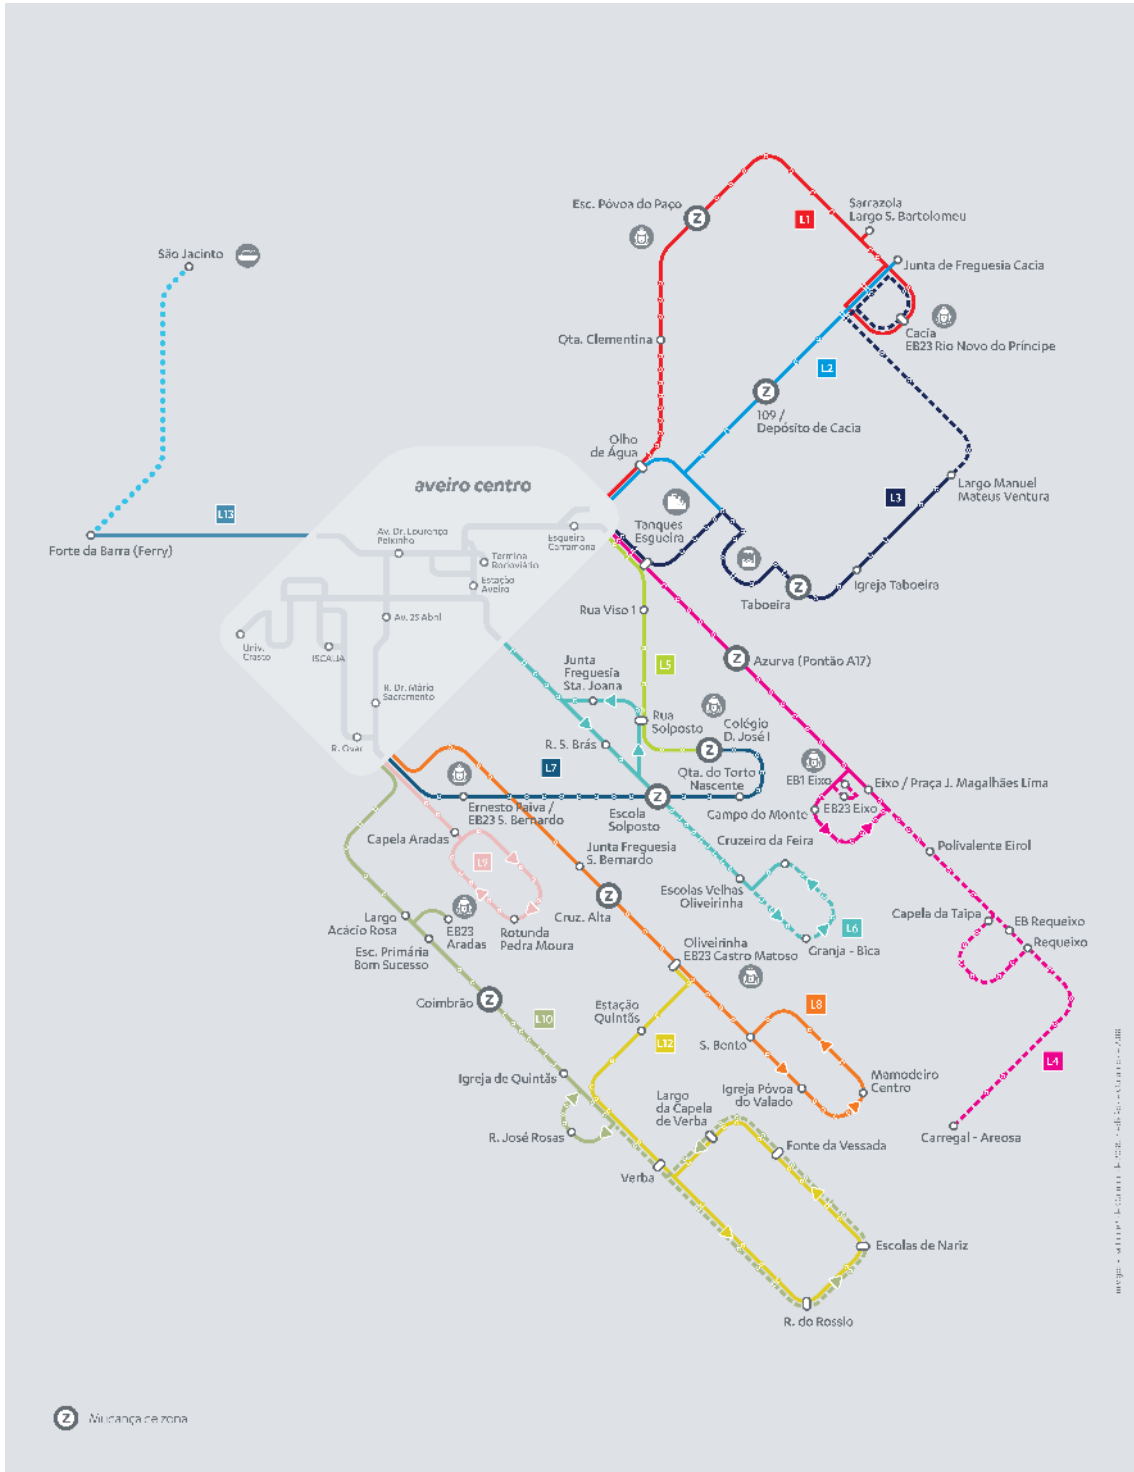 Esc. Póvoa do Paço
Z
L1
Sarrazola
Largo S. Bartolomeu
São Jacinto
Junta de Freguesia Cacia
Cacia
EB23 Rio Novo do Príncipe
Qta. Clementina
L2
Z
109 /
Depósito de Cacia
Olho
de Água
aveiro centro
L3
Largo Manuel
Mateus Ventura
L13
Forte da Barra (Ferry)
Av. Dr. Lourenço
Peixinho
Esgueira
Carramona
Tanques
Esgueira
Rodoviário
Estação
Aveiro
Z
Taboeira
Igreja Taboeira
Rua Viso 1
Av. 25 Abril
Univ.
Crasto
ISCAUA
Z
Azurva (Pontão A17)
L5
Junta
Freguesia
Sta. Joana
R. Dr. Mário
Sacramento
Rua
Solposto
Colégio
D. José I
R. Ovar
R. S. Brás
Z
L7
Qta. do Torto
Nascente
EB1 Eixo
Eixo / Praça J. Magalhães Lima
EB23 Eixo
Z
Ernesto Paiva /
EB23 S. Bernardo
Escola
Solposto
Campo do Monte
Capela Aradas
Cruzeiro da Feira
Junta Freguesia
S. Bernardo
Polivalente Eirol
L9
Z
Cruz. Alta
Escolas Velhas
Oliveirinha
L6
Granja - Bica
Largo
Acácio Rosa
EB23
Aradas
Rotunda
Pedra Moura
Capela da Taipa
EB Requeixo
Requeixo
Esc. Primária
Bom Sucesso
Oliveirinha
EB23 Castro Matoso
Z
Coimbrão
L10
Estação
Quintãs
L12
L8
S. Bento
L4
Igreja de Quintãs
Igreja Póvoa
do Valado
Mamodeiro
Centro
Largo
da Capela
de Verba
R. José Rosas
Fonte da Vessada
Carregal - Areosa
Verba
Escolas de Nariz
R. do Rossio
Z
Mudança de zona